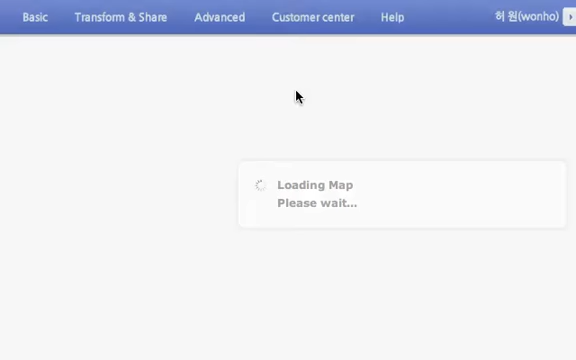 Basic Transform & Share Advanced Customer center Help 허 원(wonho)
Loading Map
Please wait...